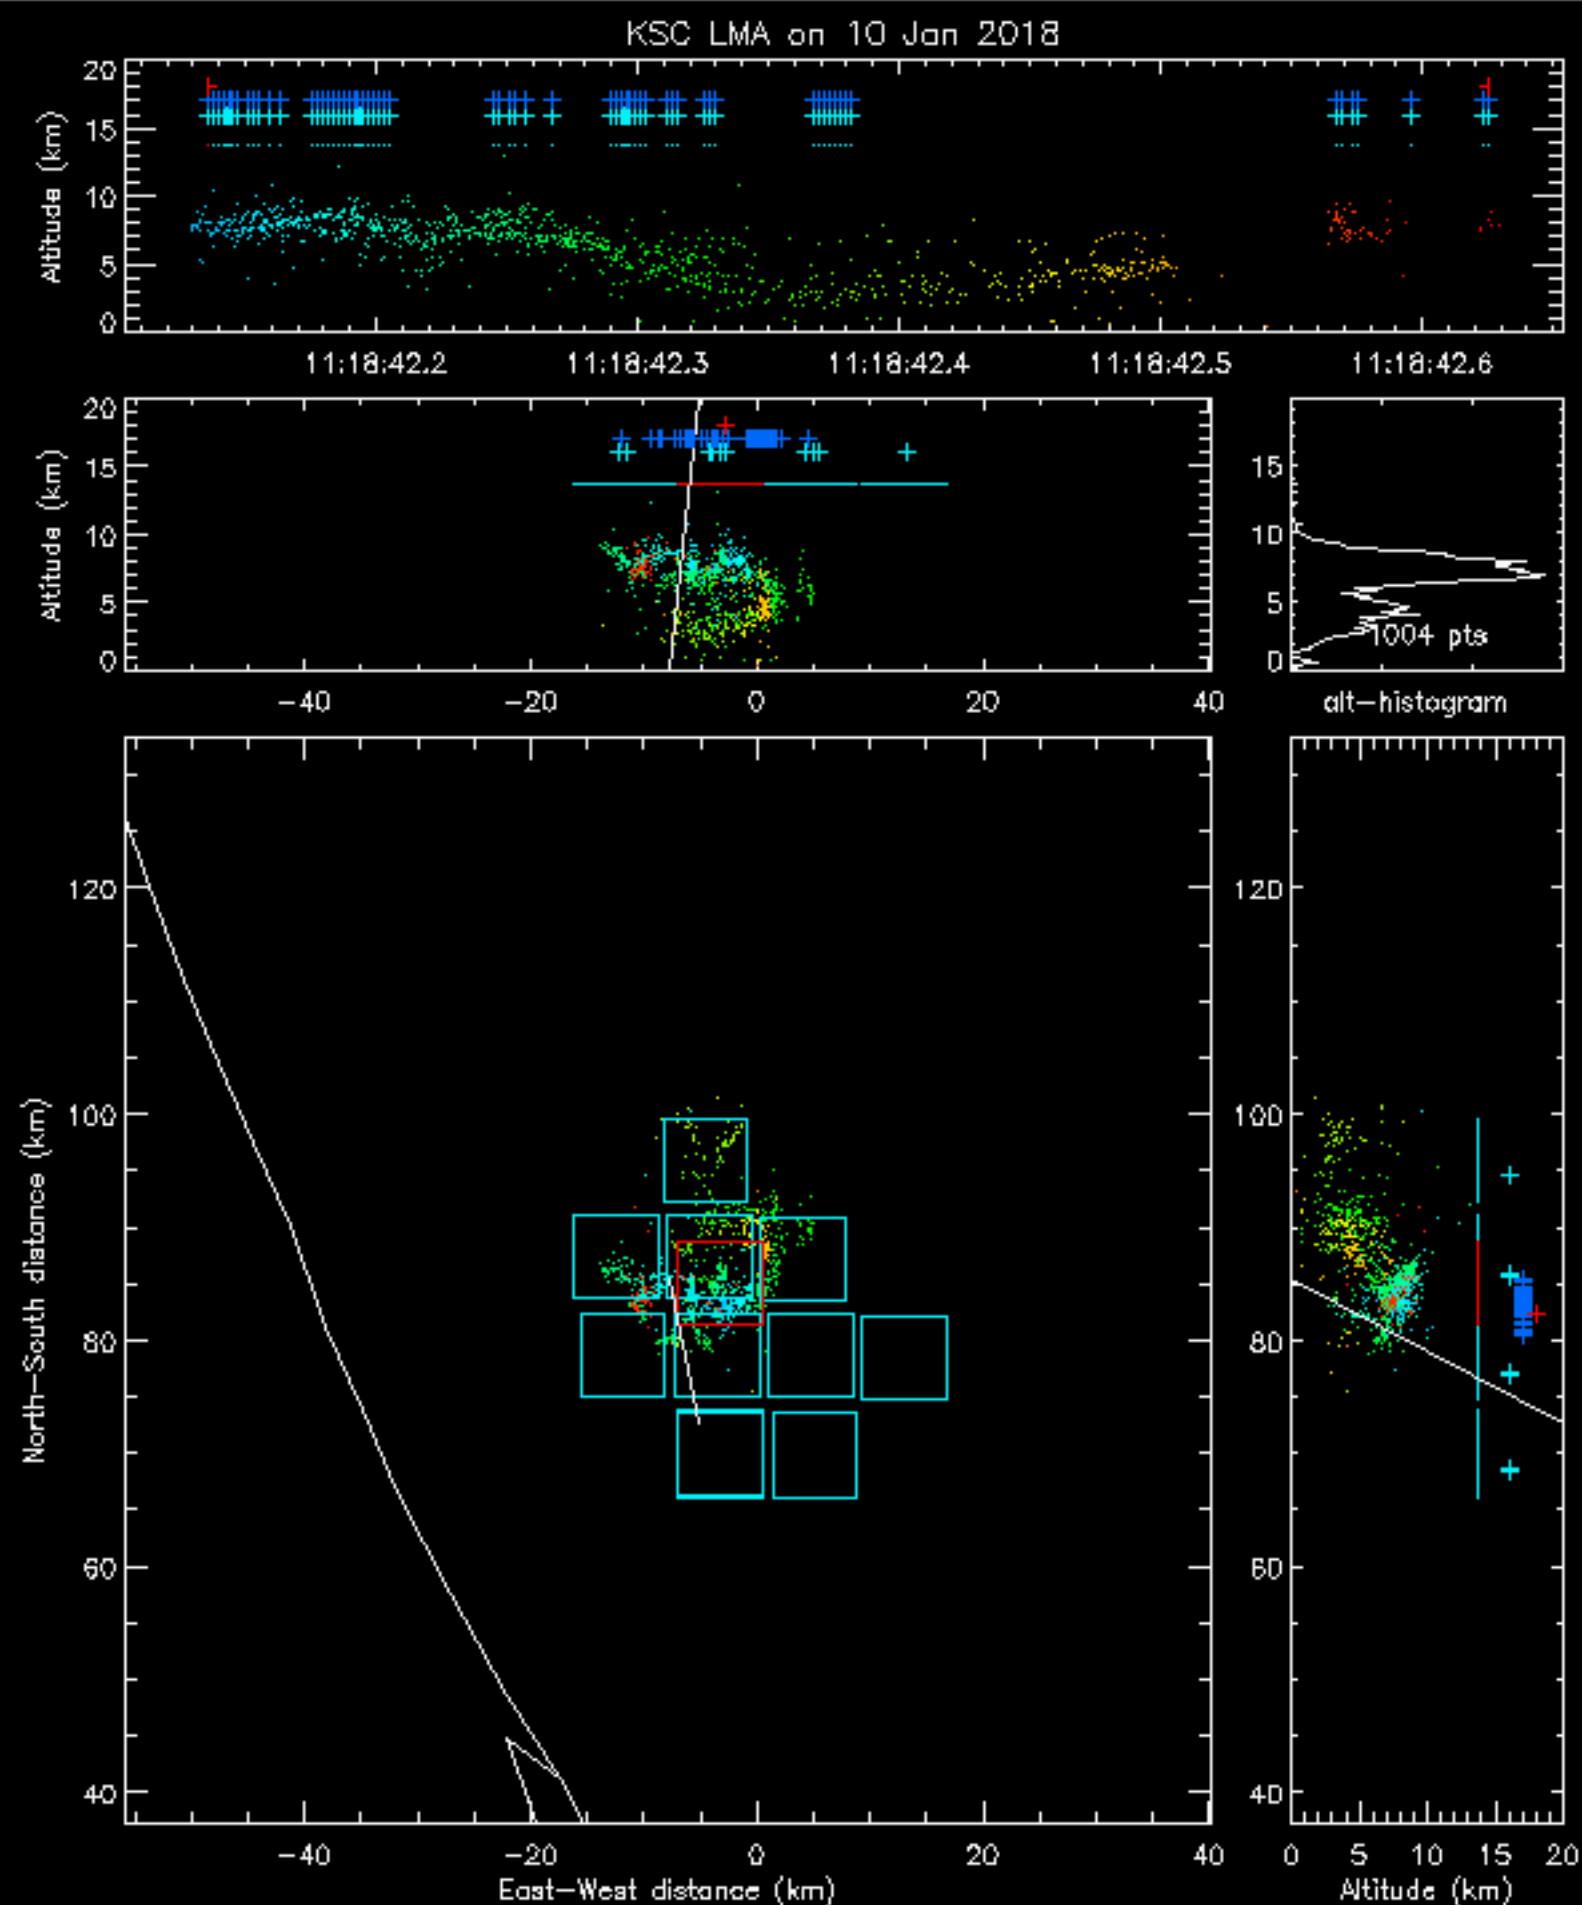 KSC LMA on 10 Jan 2018
20
15
10
5
0
Altitude (km)
11:18:42.2 11:18:42.3 11:18:42.4 11:18:42.5 11:18:42.6
20
15
10
5
0
Altitude (km)
-40 -20 0 20 40
15
10
5
0
1004 pts
alt-histogram
120
100
80
60
40
North-South distance (km)
-40 -20 0 20 40
East-West distance (km)
120
100
80
60
40
0 5 10 15 20
Altitude (km)